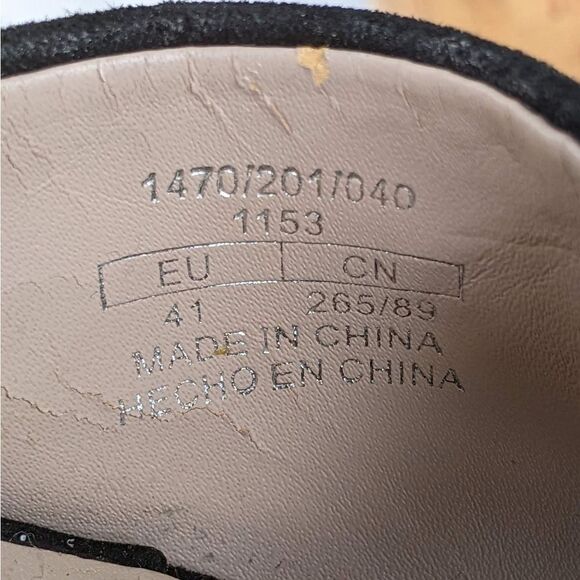 1470/201/040
1153
EU CN
41 265/89
MADE IN CHINA
HECHO EN CHINA